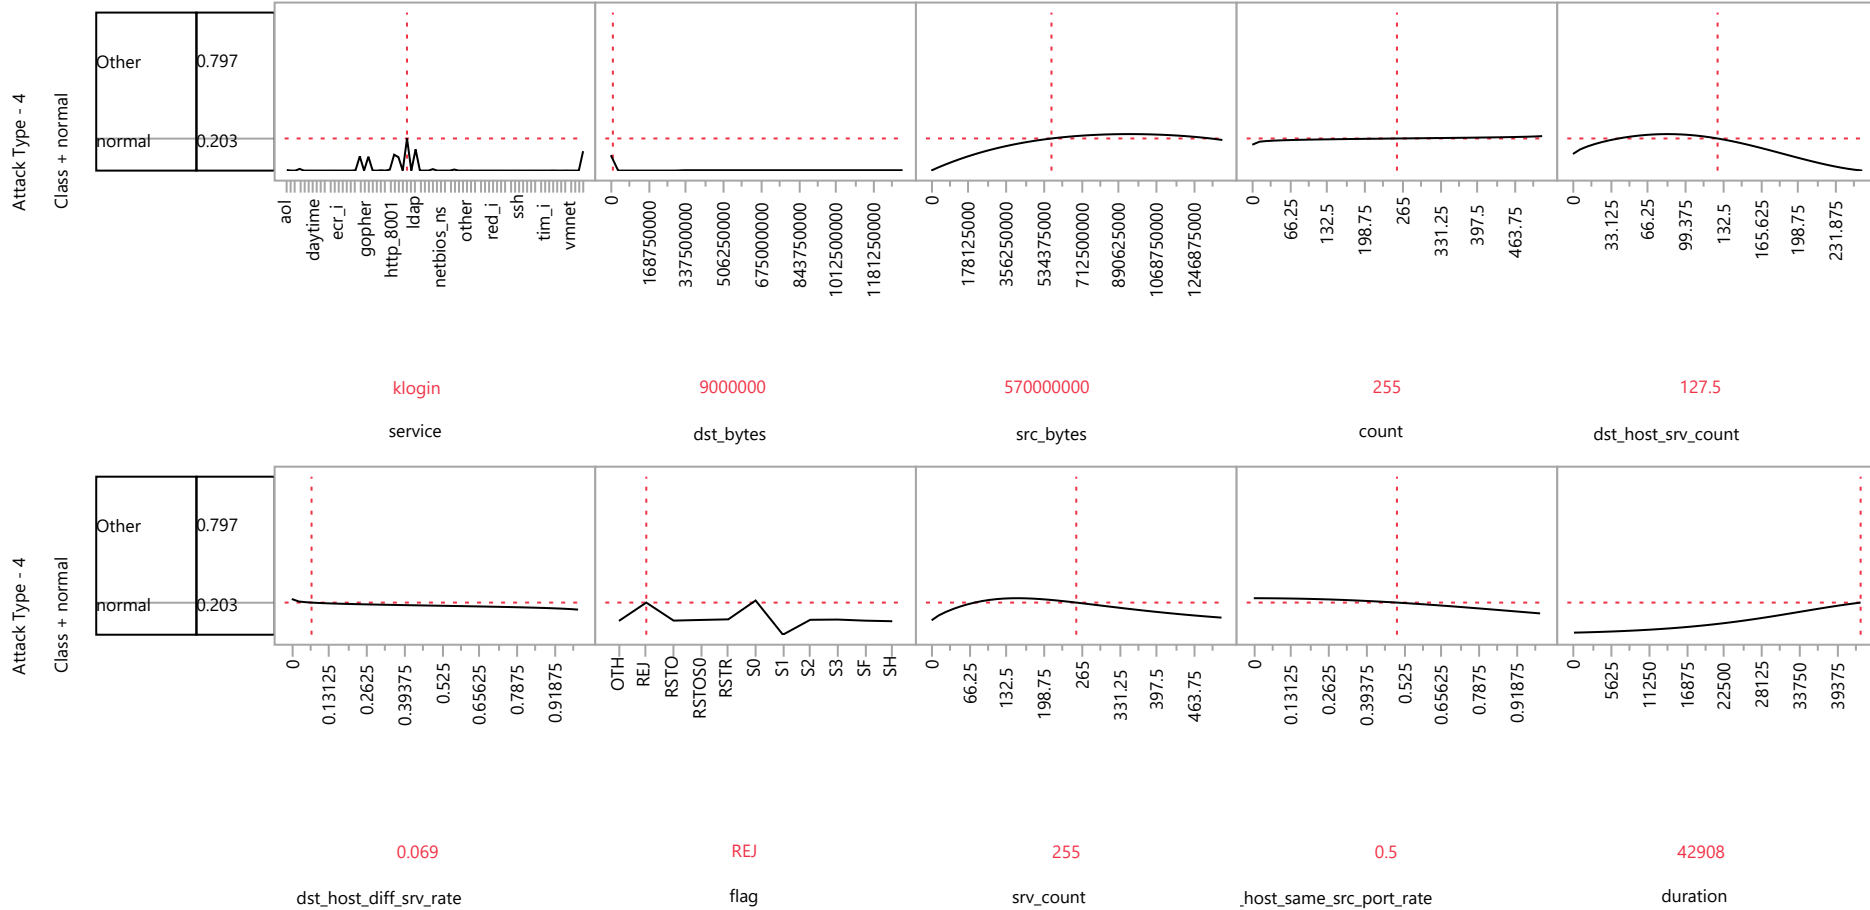 Attack Type - 4
Class + normal
Other 0.797
normal 0.203
aol daytime ecr_i gopher http_8001 ldap netbios_ns other red_i ssh tim_i vmnet
0 168750000 337500000 506250000 675000000 843750000 1012500000 1181250000
0 178125000 356250000 534375000 712500000 890625000 1068750000 1246875000
0 66.25 132.5 198.75 265 331.25 397.5 463.75
0 33.125 66.25 99.375 132.5 165.625 198.75 231.875
klogin 9000000 570000000 255 127.5
service dst_bytes src_bytes count dst_host_srv_count
Attack Type - 4
Class + normal
Other 0.797
normal 0.203
0 0.13125 0.2625 0.39375 0.525 0.65625 0.7875 0.91875
OTH REJ RSTO RSTOS0 RSTR S0 S1 S2 S3 SF SH
0 66.25 132.5 198.75 265 331.25 397.5 463.75
0 0.13125 0.2625 0.39375 0.525 0.65625 0.7875 0.91875
0 5625 11250 16875 22500 28125 33750 39375
0.069 REJ 255 0.5 42908
dst_host_diff_srv_rate flag srv_count _host_same_src_port_rate duration